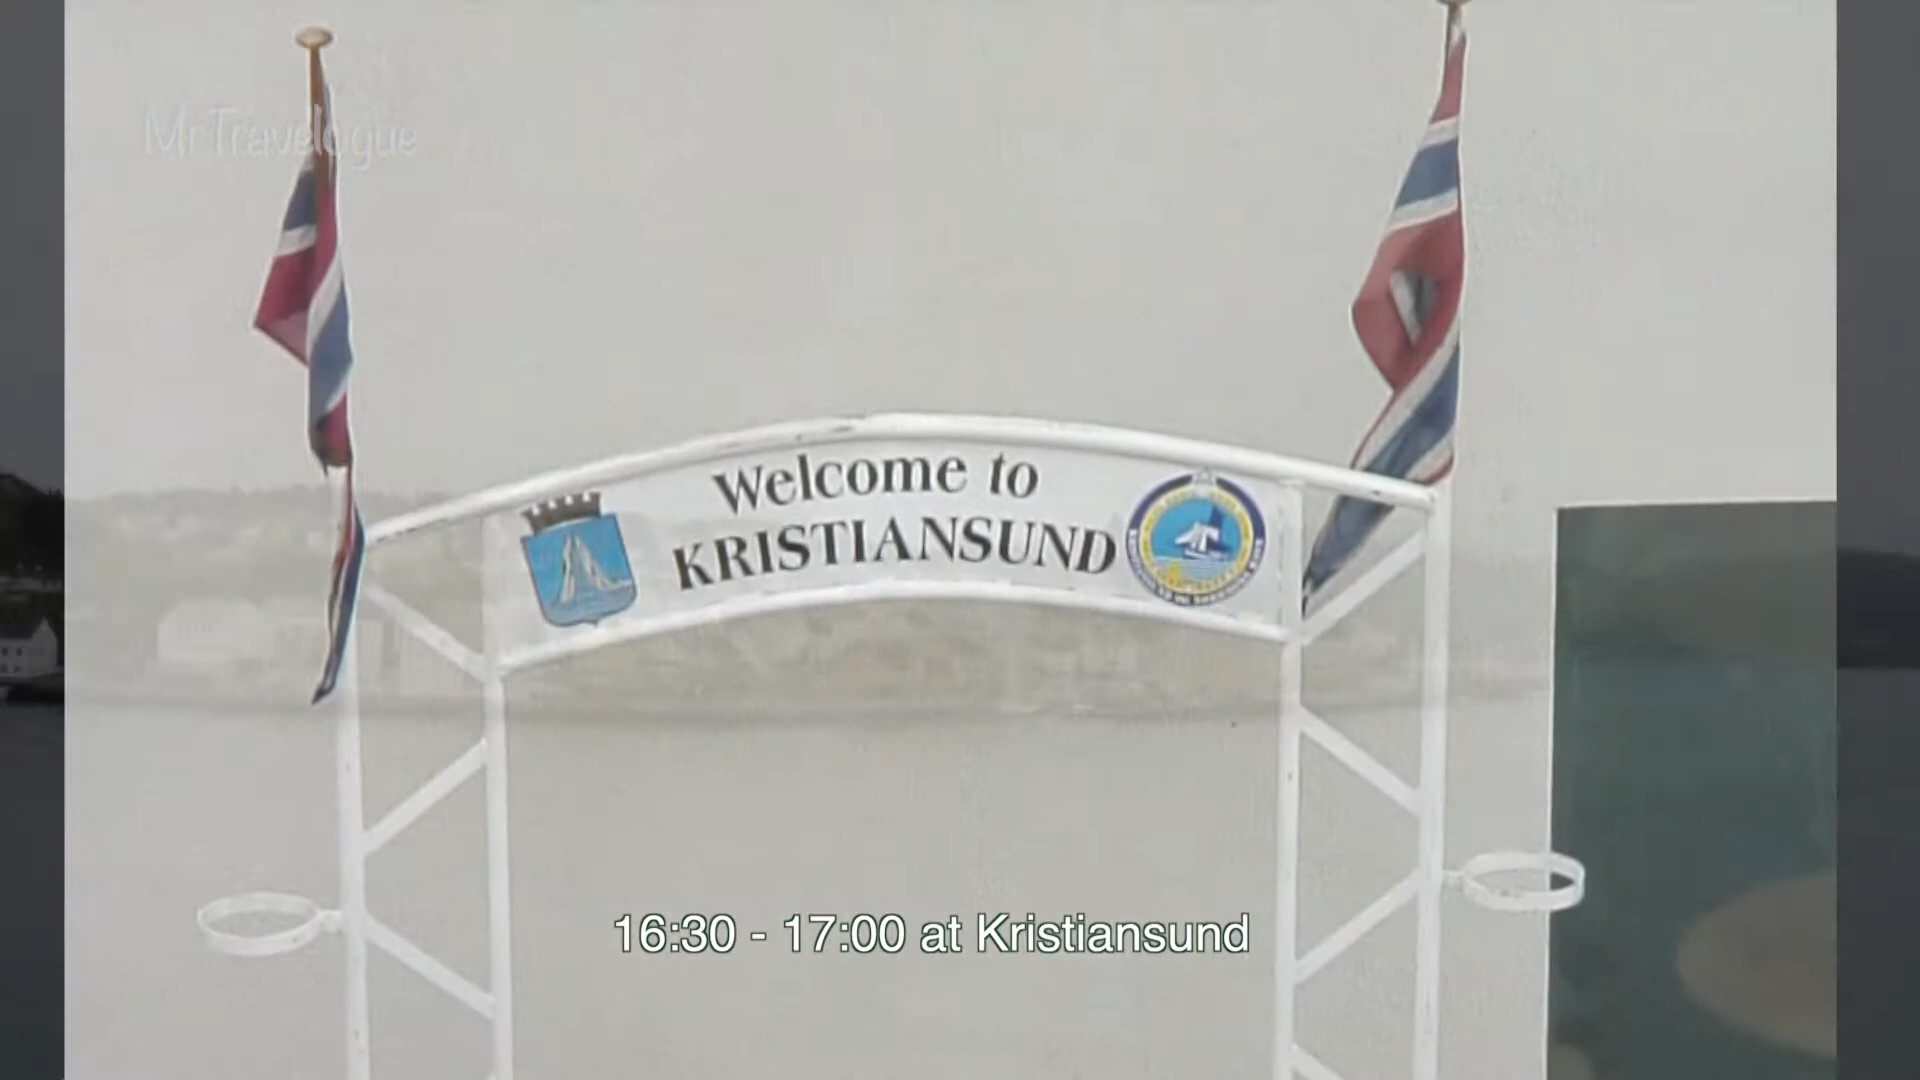 MrTravelogue
Welcome to
KRISTIANSUND
16:30 - 17:00 at Kristiansund